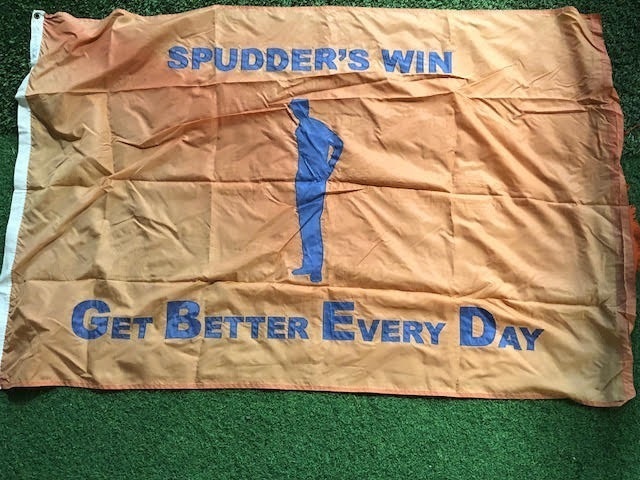 SPUDDER'S WIN
GET BETTER EVERY DAY